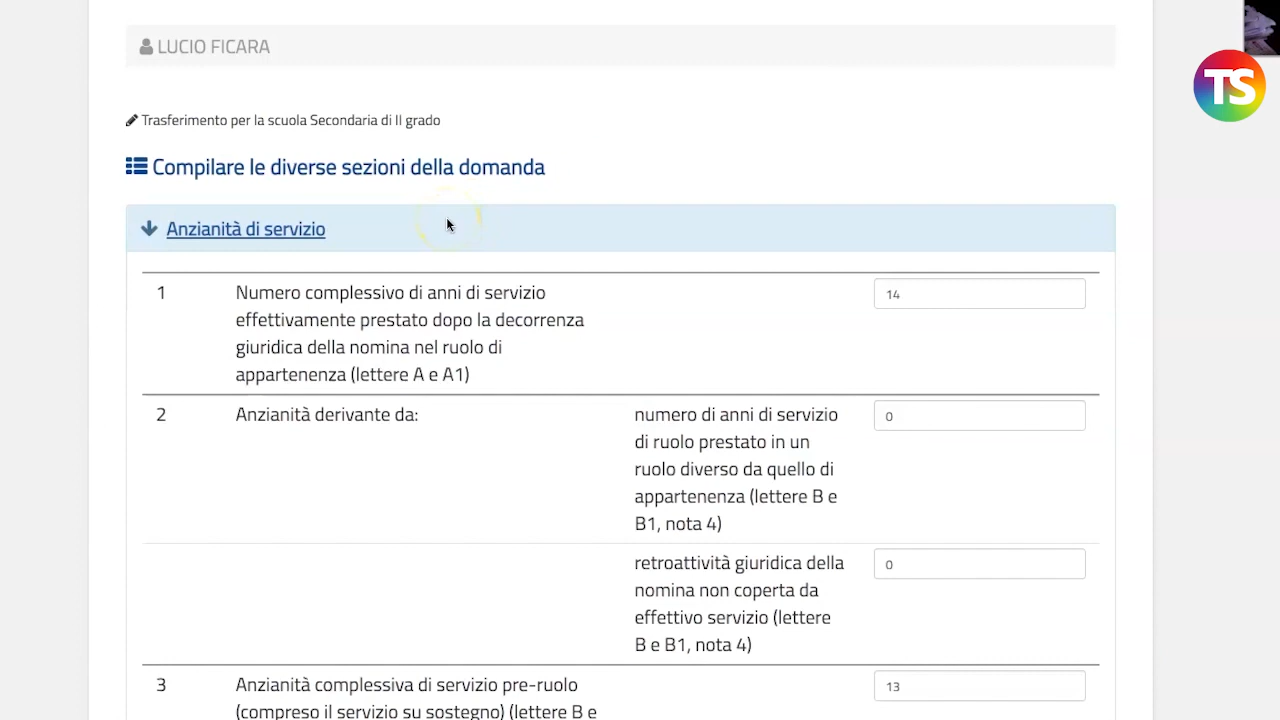 LUCIO FICARA
TS
Trasferimento per la scuola Secondaria di II grado
Compilare le diverse sezioni della domanda
Anzianità di servizio
1
Numero complessivo di anni di servizio
effettivamente prestato dopo la decorrenza
giuridica della nomina nel ruolo di
appartenenza (lettere A e A1)
14
2
Anzianità derivante da:
numero di anni di servizio
di ruolo prestato in un
ruolo diverso da quello di
appartenenza (lettere B e
B1, nota 4)
0
retroattività giuridica della
nomina non coperta da
effettivo servizio (lettere
B e B1, nota 4)
0
3
Anzianità complessiva di servizio pre-ruolo
(compreso il servizio su sostegno) (lettere B e
13